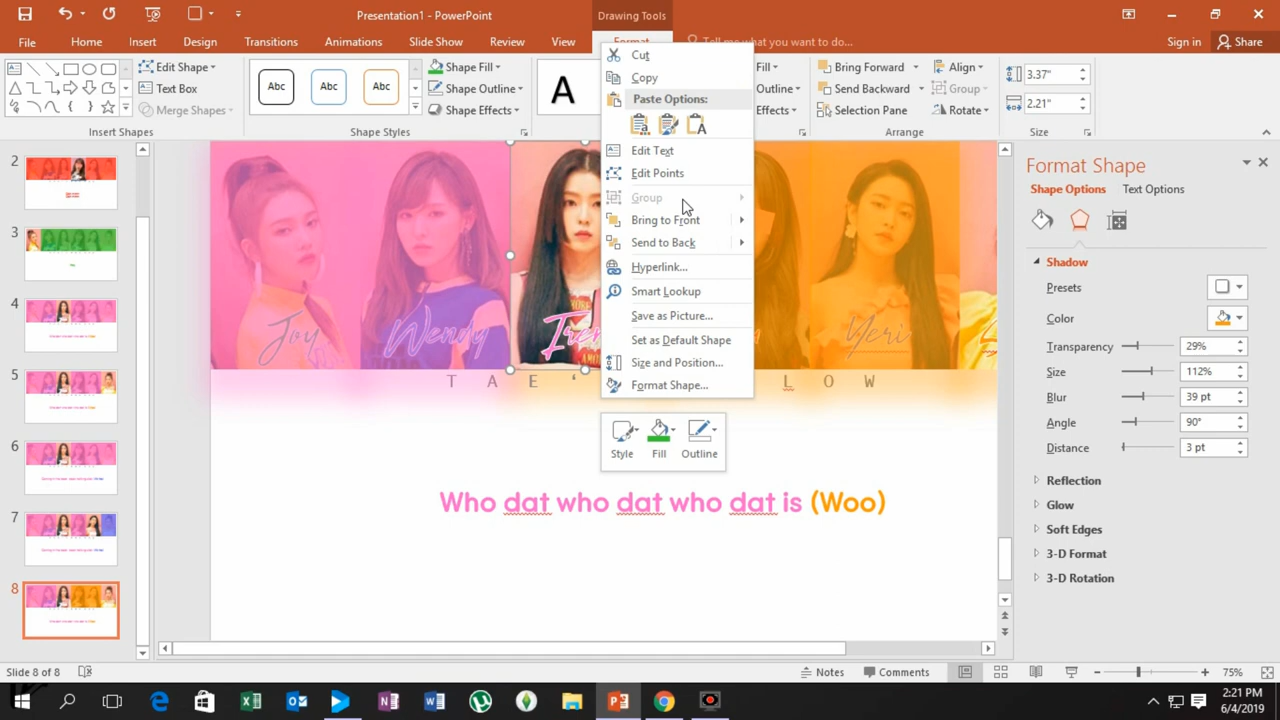 Presentation1 - PowerPoint
Drawing Tools
File
Home
Insert
Design
Transitions
Animations
Slide Show
Review
View
Format
Tell me what you want to do...
Sign in
Share
Edit Shape
Text Box
Merge Shapes
Insert Shapes
Abc
Abc
Abc
Shape Fill
Shape Outline
Shape Effects
Shape Styles
A
Fill
Outline
Effects
Bring Forward
Send Backward
Selection Pane
Align
Group
Rotate
Arrange
3.37"
2.21"
Size
Cut
Copy
Paste Options:
Edit Text
Edit Points
Group
Bring to Front
Send to Back
Hyperlink...
Smart Lookup
Save as Picture...
Set as Default Shape
Size and Position...
Format Shape...
Style
Fill
Outline
2
3
4
5
6
7
8
Joy
Wendy
Yeri
T A E '
L O W
Who dat who dat who dat is (Woo)
Format Shape
Shape Options
Text Options
Shadow
Presets
Color
Transparency
29%
Size
112%
Blur
39 pt
Angle
90°
Distance
3 pt
Reflection
Glow
Soft Edges
3-D Format
3-D Rotation
Slide 8 of 8
Notes
Comments
75%
2:21 PM
6/4/2019